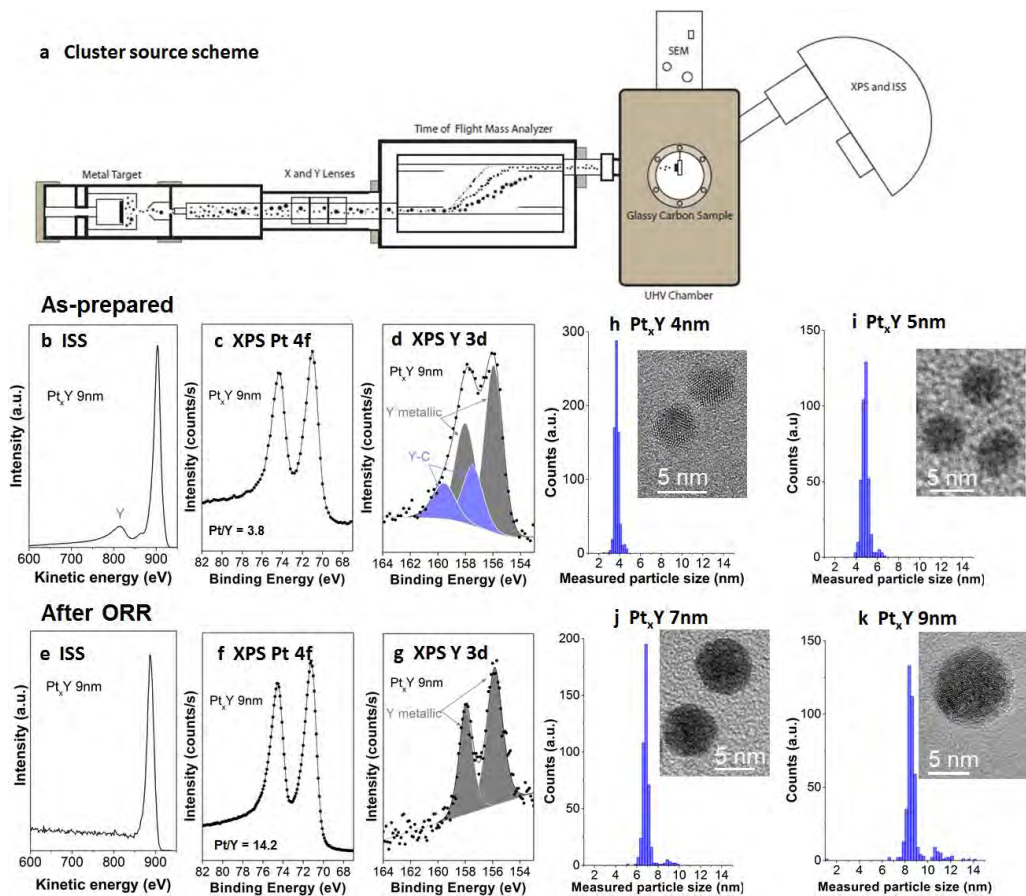 a Cluster source scheme
SEM
XPS and ISS
Time of Flight Mass Analyzer
X and Y Lenses
Metal Target
Glassy Carbon Sample
UHV Chamber
As-prepared
b ISS
PtxY 9nm
Y
Intensity (a.u.)
600 700 800 900
Kinetic energy (eV)
c XPS Pt 4f
PtxY 9nm
Pt/Y = 3.8
Intensity (counts/s)
82 80 78 76 74 72 70 68
Binding Energy (eV)
d XPS Y 3d
PtxY 9nm
Y metallic
Y-C
Intensity (counts/s)
164 162 160 158 156 154
Binding Energy (eV)
h PtxY 4nm
5 nm
Counts (a.u.)
300
200
100
0
2 4 6 8 10 12 14
Measured particle size (nm)
i PtxY 5nm
5 nm
Counts (a.u)
150
100
50
0
2 4 6 8 10 12 14
Measured particle size (nm)
After ORR
e ISS
PtxY 9nm
Intensity (a.u.)
600 700 800 900
Kinetic energy (eV)
f XPS Pt 4f
PtxY 9nm
Pt/Y = 14.2
Intensity (counts/s)
82 80 78 76 74 72 70 68
Binding Energy (eV)
g XPS Y 3d
PtxY 9nm
Y metallic
Intensity (counts/s)
164 162 160 158 156 154
Binding Energy (eV)
j PtxY 7nm
5 nm
Counts (a.u.)
200
150
100
50
0
2 4 6 8 10 12 14
Measured particle size (nm)
k PtxY 9nm
5 nm
Counts (a.u.)
150
100
50
0
2 4 6 8 10 12 14
Measured particle size (nm)